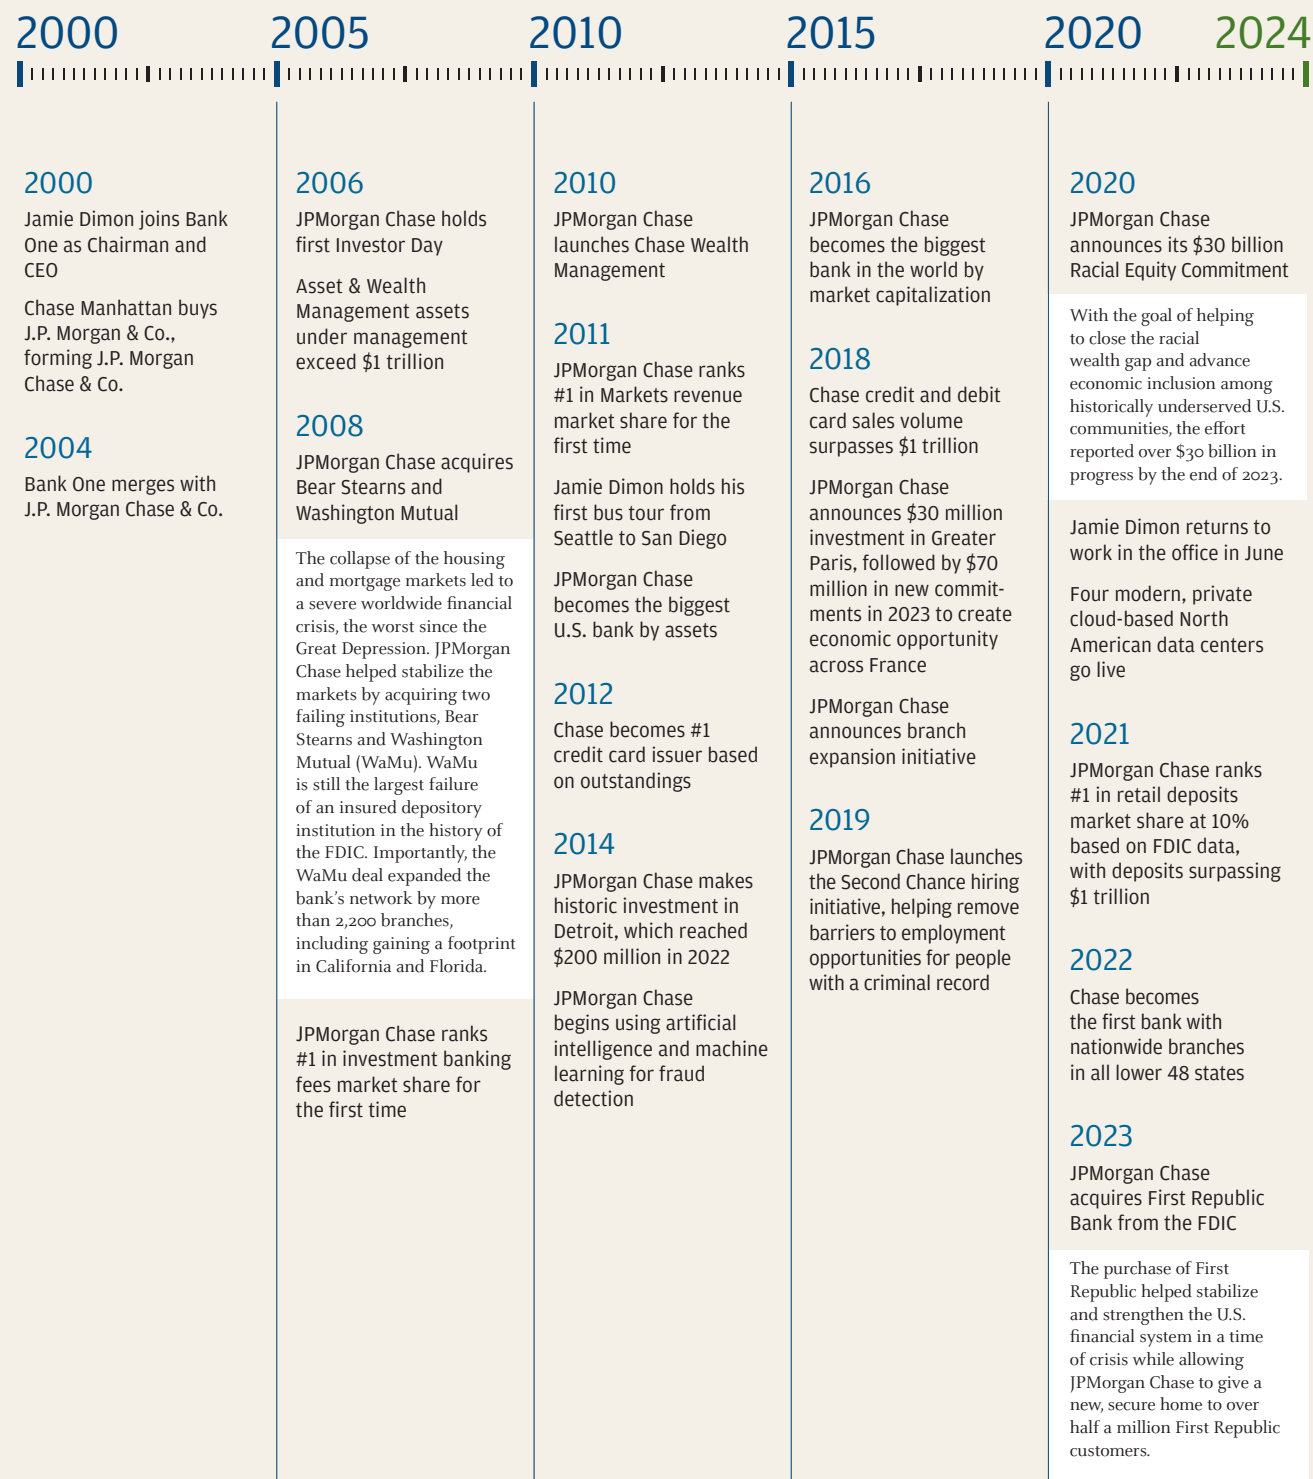 2000
2005
2010
2015
2020
2024
2000
Jamie Dimon joins Bank
One as Chairman and
CEO
Chase Manhattan buys
J.P. Morgan & Co.,
forming J.P. Morgan
Chase & Co.
2004
Bank One merges with
J.P. Morgan Chase & Co.
2006
JPMorgan Chase holds
first Investor Day
Asset & Wealth
Management assets
under management
exceed $1 trillion
2008
JPMorgan Chase acquires
Bear Stearns and
Washington Mutual
The collapse of the housing
and mortgage markets led to
a severe worldwide financial
crisis, the worst since the
Great Depression. JPMorgan
Chase helped stabilize the
markets by acquiring two
failing institutions, Bear
Stearns and Washington
Mutual (WaMu). WaMu
is still the largest failure
of an insured depository
institution in the history of
the FDIC. Importantly, the
WaMu deal expanded the
bank's network by more
than 2,200 branches,
including gaining a footprint
in California and Florida.
JPMorgan Chase ranks
#1 in investment banking
fees market share for
the first time
2010
JPMorgan Chase
launches Chase Wealth
Management
2011
JPMorgan Chase ranks
#1 in Markets revenue
market share for the
first time
Jamie Dimon holds his
first bus tour from
Seattle to San Diego
JPMorgan Chase
becomes the biggest
U.S. bank by assets
2012
Chase becomes #1
credit card issuer based
on outstandings
2014
JPMorgan Chase makes
historic investment in
Detroit, which reached
$200 million in 2022
JPMorgan Chase
begins using artificial
intelligence and machine
learning for fraud
detection
2016
JPMorgan Chase
becomes the biggest
bank in the world by
market capitalization
2018
Chase credit and debit
card sales volume
surpasses $1 trillion
JPMorgan Chase
announces $30 million
investment in Greater
Paris, followed by $70
million in new commit-
ments in 2023 to create
economic opportunity
across France
JPMorgan Chase
announces branch
expansion initiative
2019
JPMorgan Chase launches
the Second Chance hiring
initiative, helping remove
barriers to employment
opportunities for people
with a criminal record
2020
JPMorgan Chase
announces its $30 billion
Racial Equity Commitment
With the goal of helping
to close the racial
wealth gap and advance
economic inclusion among
historically underserved U.S.
communities, the effort
reported over $30 billion in
progress by the end of 2023.
Jamie Dimon returns to
work in the office in June
Four modern, private
cloud-based North
American data centers
go live
2021
JPMorgan Chase ranks
#1 in retail deposits
market share at 10%
based on FDIC data,
with deposits surpassing
$1 trillion
2022
Chase becomes
the first bank with
nationwide branches
in all lower 48 states
2023
JPMorgan Chase
acquires First Republic
Bank from the FDIC
The purchase of First
Republic helped stabilize
and strengthen the U.S.
financial system in a time
of crisis while allowing
JPMorgan Chase to give a
new, secure home to over
half a million First Republic
customers.